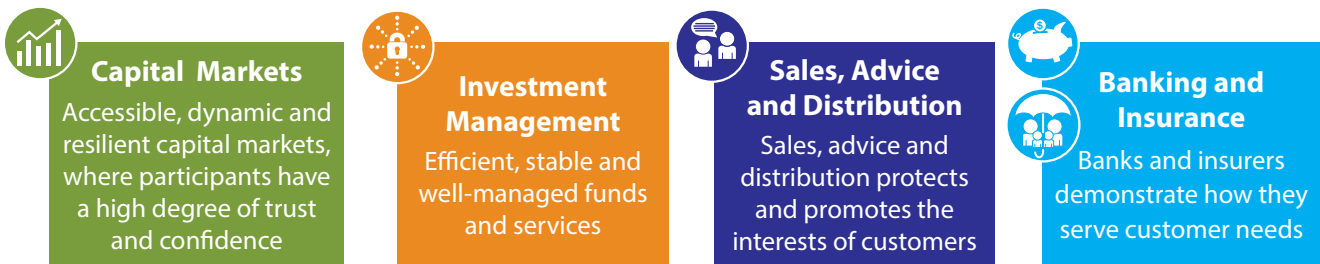 Capital Markets
Accessible, dynamic and
resilient capital markets,
where participants have
a high degree of trust
and confidence
Investment
Management
Efficient, stable and
well-managed funds
and services
Sales, Advice
and Distribution
Sales, advice and
distribution protects
and promotes the
interests of customers
$
Banking and
Insurance
Banks and insurers
demonstrate how they
serve customer needs